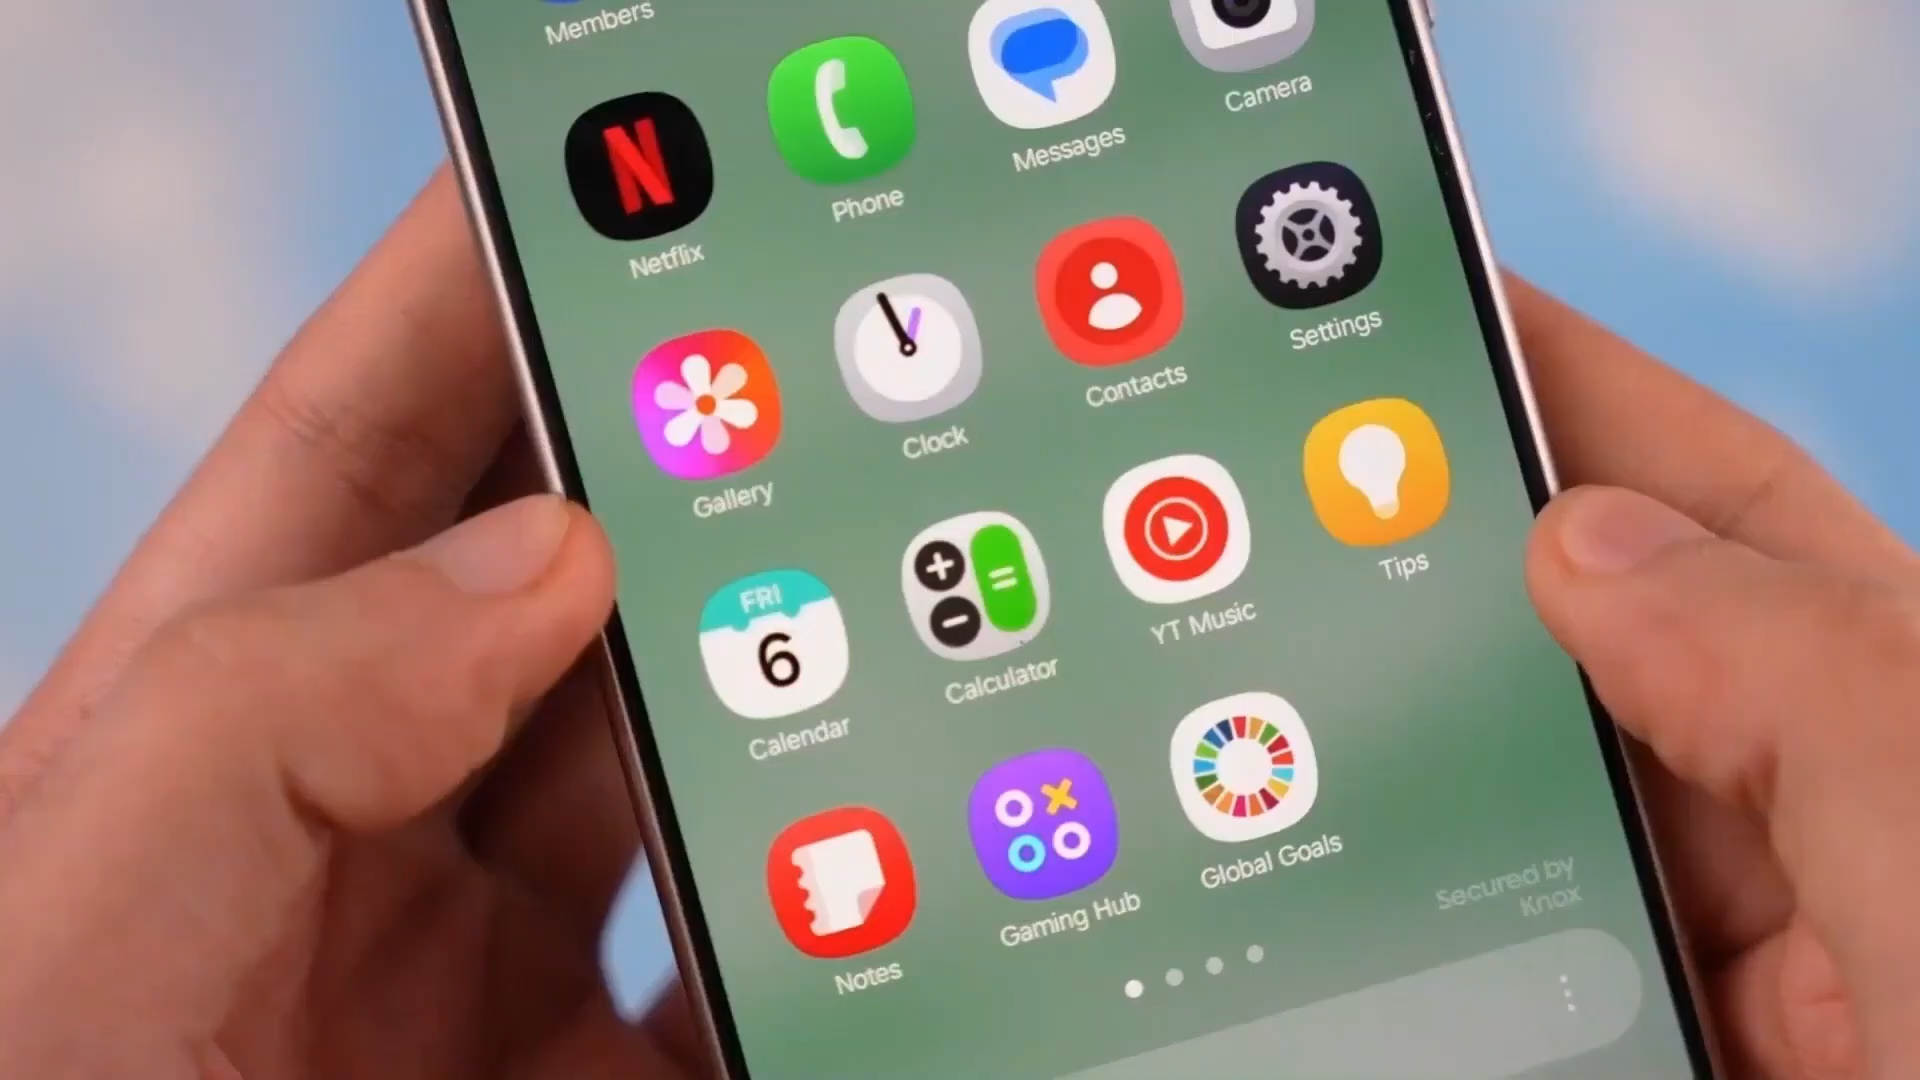 Members
N
Netflix
Phone
Messages
Camera
Gallery
Clock
Contacts
Settings
FRI
6
Calendar
Calculator
YT Music
Tips
Notes
Gaming Hub
Global Goals
Secured by
Knox